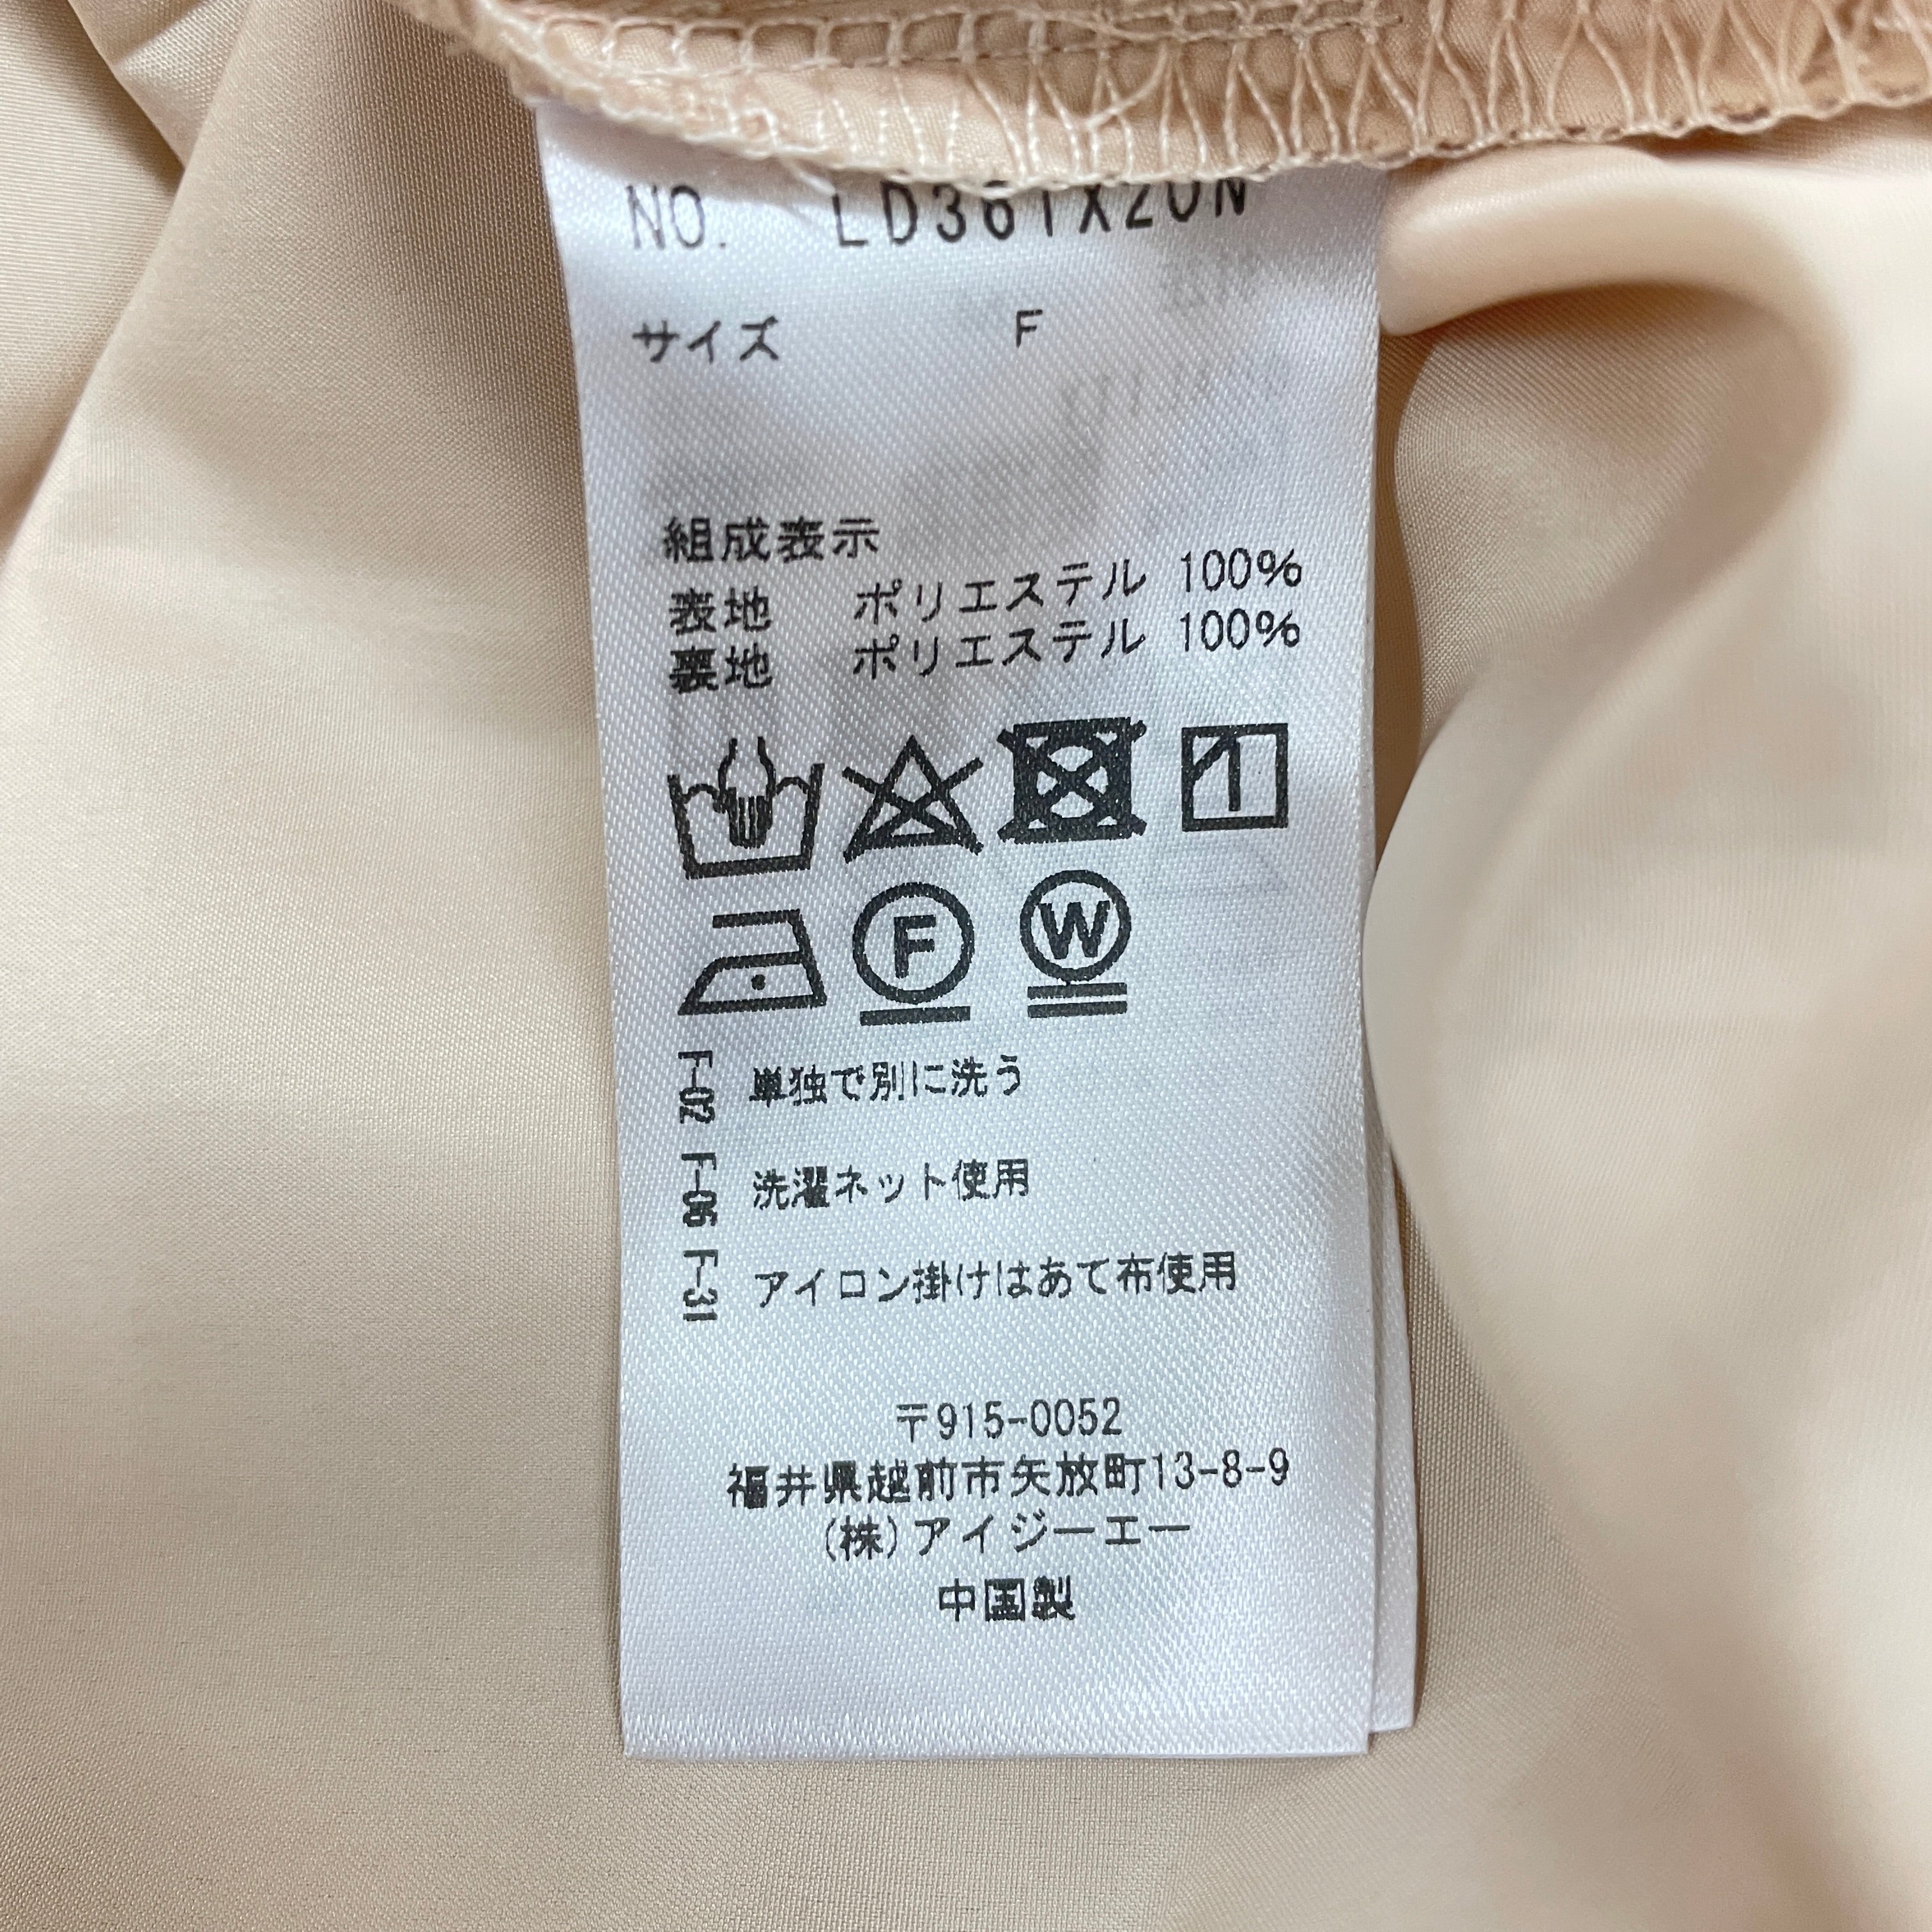 NO. LD361X20N
サイズ F
組成表示
表地 ポリエステル 100%
裏地 ポリエステル 100%
F
W
F-02 単独で別に洗う
F-06 洗濯ネット使用
F-31 アイロン掛けはあて布使用
〒915-0052
福井県越前市矢放町13-8-9
(株)アイジーエー
中国製